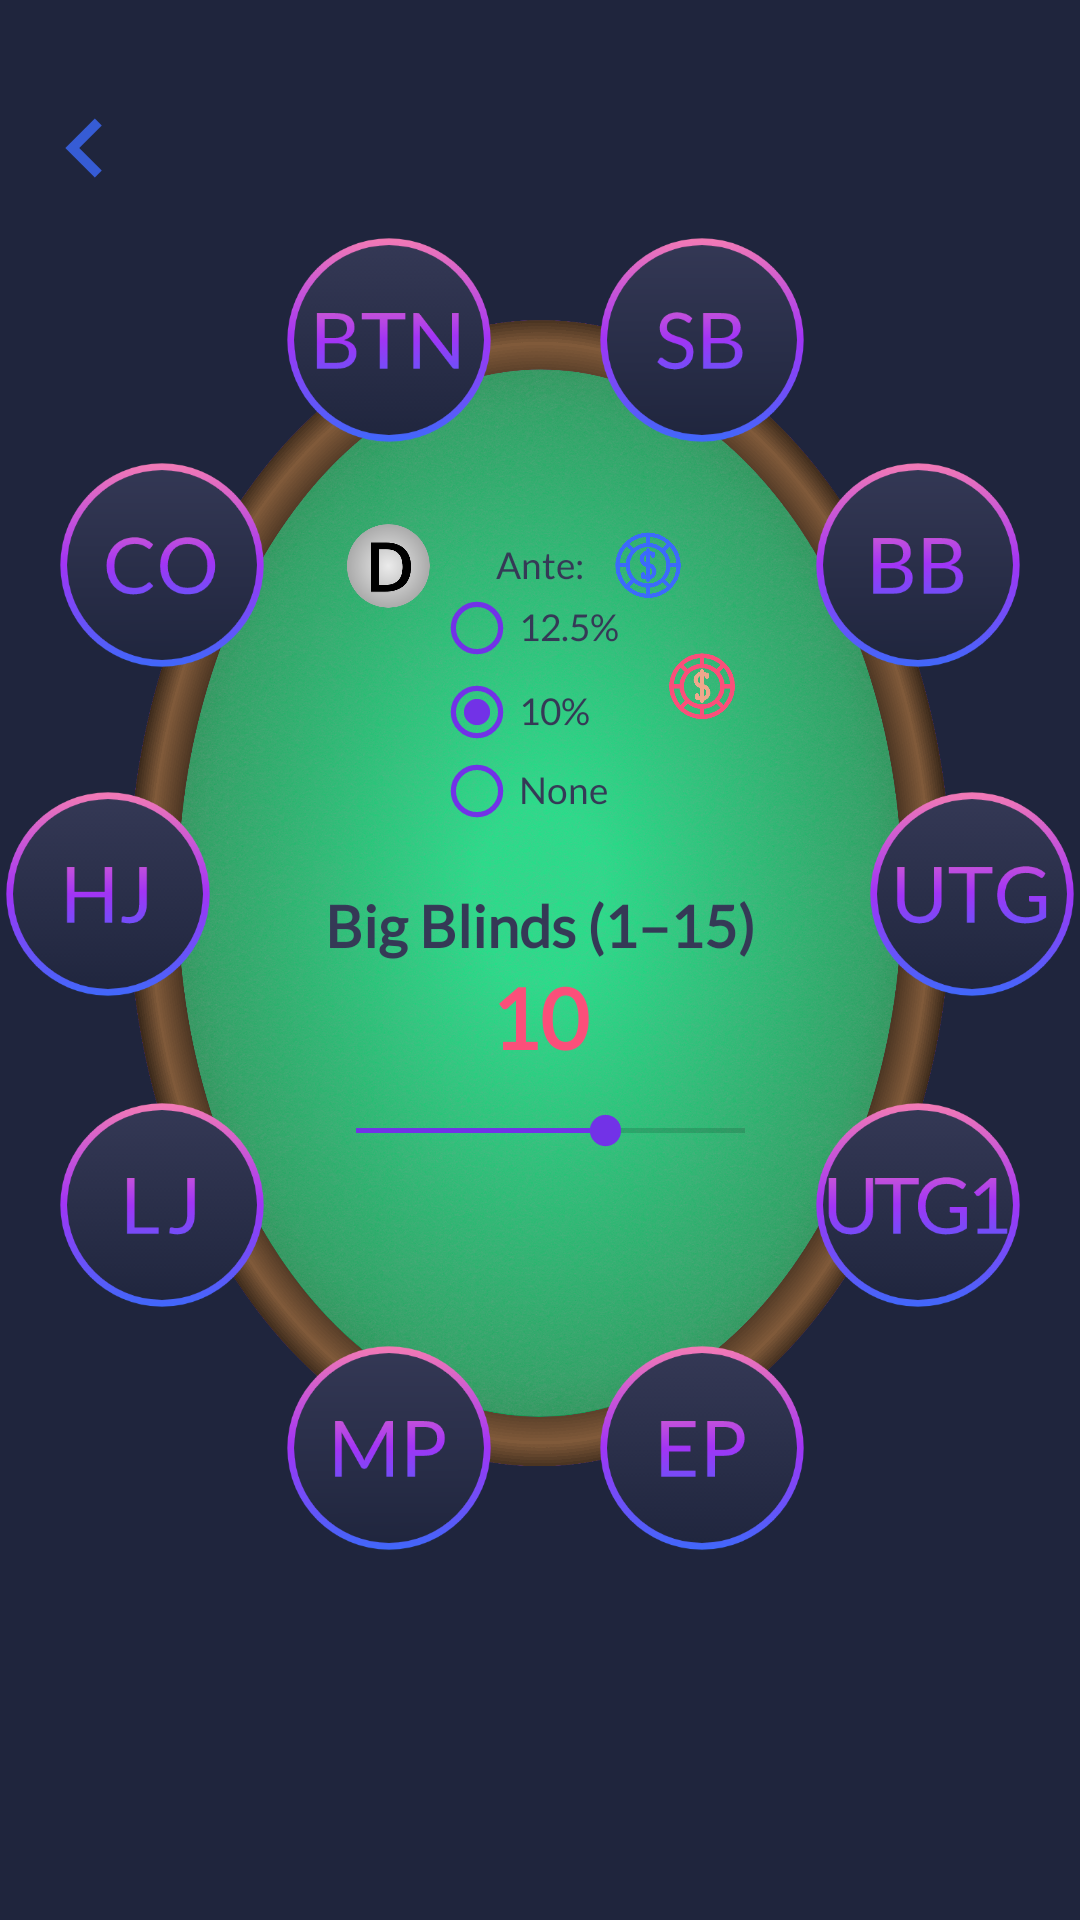 BTN
SB
CO
D
Ante:
$
BB
12.5%
$
10%
None
HJ
UTG
Big Blinds (1–15)
10
LJ
UTG1
MP
EP